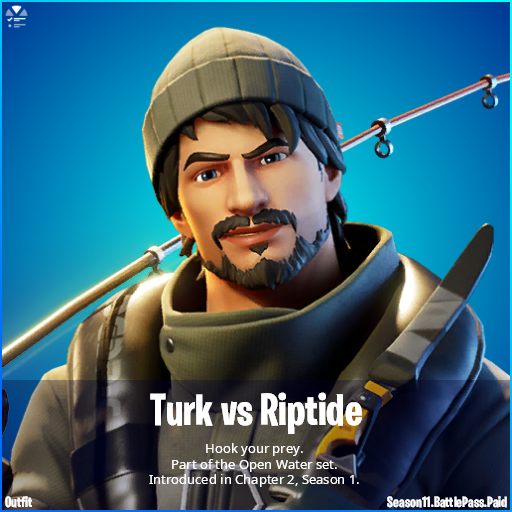 Turk vs Riptide
Hook your prey.
Part of the Open Water set.
Introduced in Chapter 2, Season 1.
Outfit
Season11.BattlePass.Paid